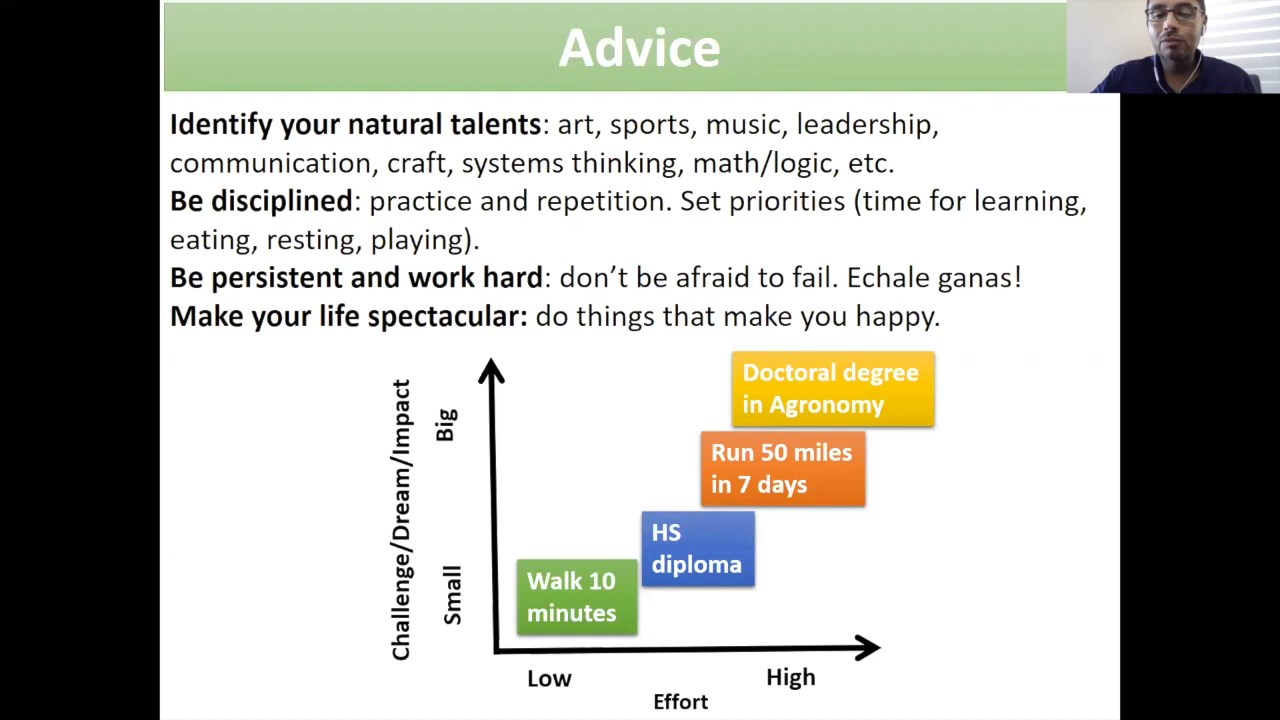 Advice
Identify your natural talents: art, sports, music, leadership,
communication, craft, systems thinking, math/logic, etc.
Be disciplined: practice and repetition. Set priorities (time for learning,
eating, resting, playing).
Be persistent and work hard: don’t be afraid to fail. Echale ganas!
Make your life spectacular: do things that make you happy.
Challenge/Dream/Impact
Big
Small
Doctoral degree
in Agronomy
Run 50 miles
in 7 days
HS
diploma
Walk 10
minutes
Low
High
Effort